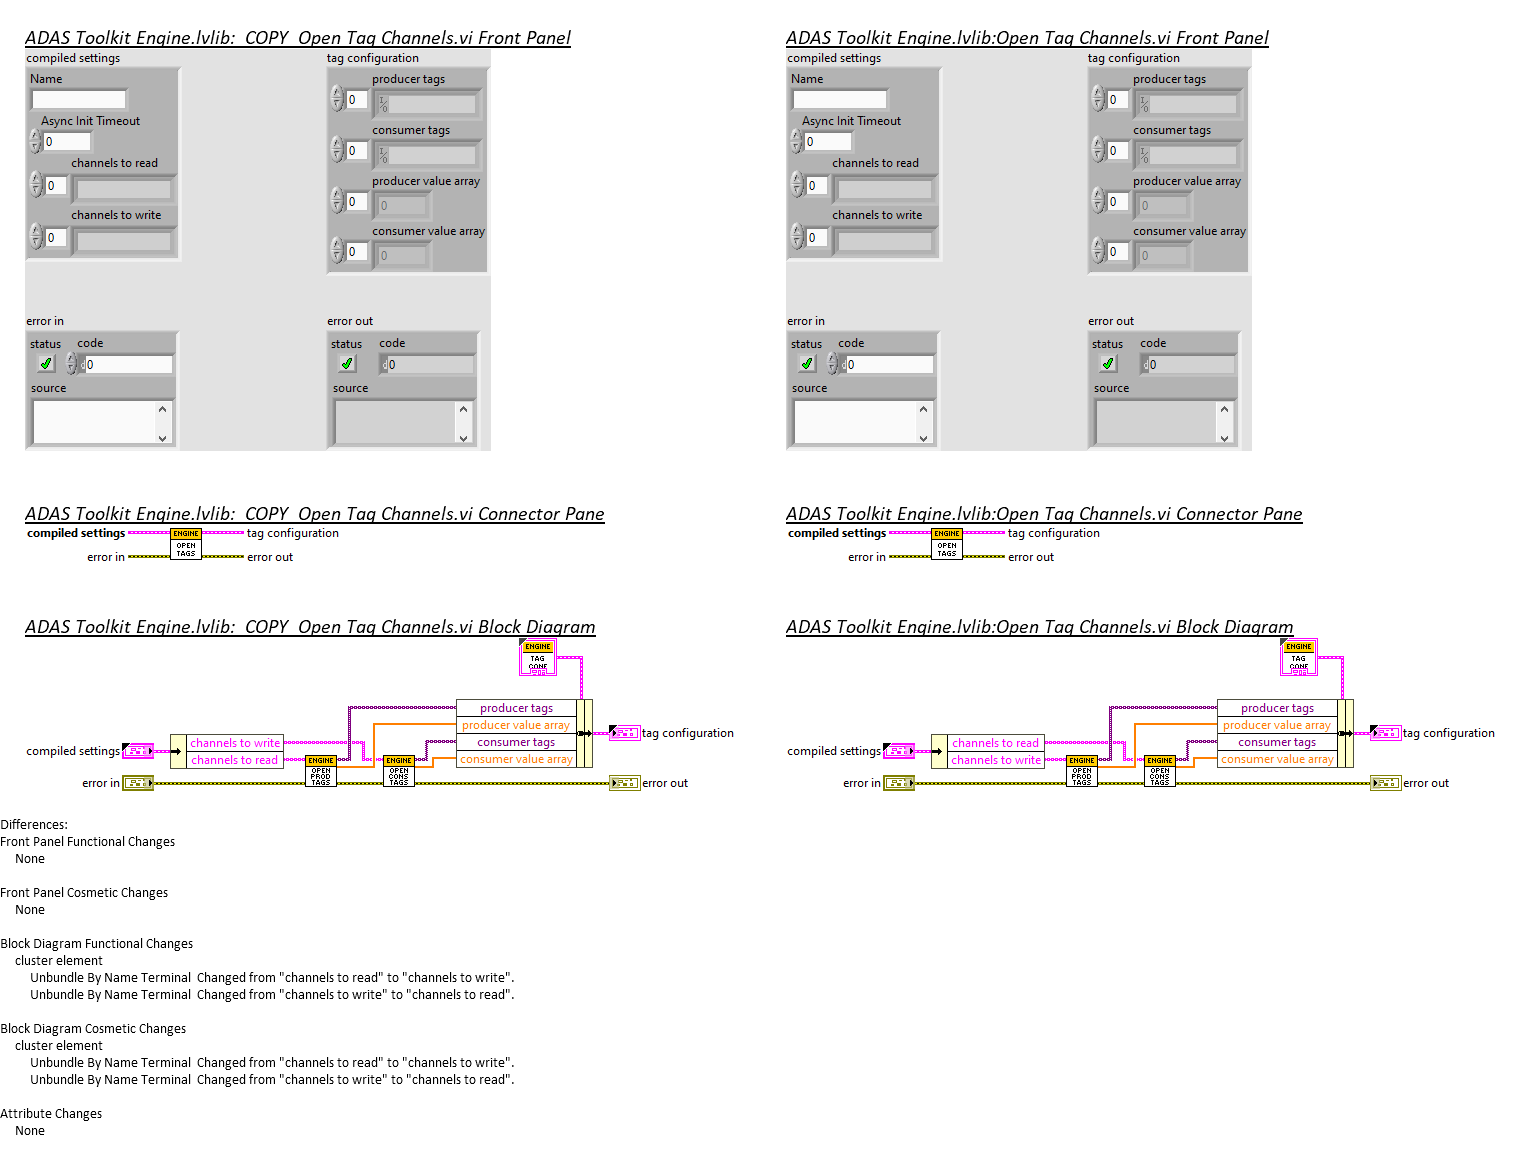 ADAS Toolkit Engine.lvlib:  COPY  Open Tag Channels.vi Front Panel
compiled settings
tag configuration
Name
producer tags
0
Async Init Timeout
consumer tags
0
0
channels to read
producer value array
0
0
0
channels to write
consumer value array
0
0
0
error in
error out
status
code
status
code
d0
d0
source
source
ADAS Toolkit Engine.lvlib:Open Tag Channels.vi Front Panel
compiled settings
tag configuration
Name
producer tags
0
Async Init Timeout
consumer tags
0
0
channels to read
producer value array
0
0
0
channels to write
consumer value array
0
0
0
error in
error out
status
code
status
code
d0
d0
source
source
ADAS Toolkit Engine.lvlib:  COPY  Open Tag Channels.vi Connector Pane
compiled settings
ENGINE
OPEN
TAGS
tag configuration
error in
error out
ADAS Toolkit Engine.lvlib:Open Tag Channels.vi Connector Pane
compiled settings
ENGINE
OPEN
TAGS
tag configuration
error in
error out
ADAS Toolkit Engine.lvlib:  COPY  Open Tag Channels.vi Block Diagram
ENGINE
TAG
CONF
producer tags
producer value array
consumer tags
consumer value array
tag configuration
compiled settings
channels to write
channels to read
ENGINE
OPEN
PROD
TAGS
ENGINE
OPEN
CONS
TAGS
error in
error out
ADAS Toolkit Engine.lvlib:Open Tag Channels.vi Block Diagram
ENGINE
TAG
CONF
producer tags
producer value array
consumer tags
consumer value array
tag configuration
compiled settings
channels to read
channels to write
ENGINE
OPEN
PROD
TAGS
ENGINE
OPEN
CONS
TAGS
error in
error out
Differences:
Front Panel Functional Changes
None
Front Panel Cosmetic Changes
None
Block Diagram Functional Changes
cluster element
Unbundle By Name Terminal  Changed from "channels to read" to "channels to write".
Unbundle By Name Terminal  Changed from "channels to write" to "channels to read".
Block Diagram Cosmetic Changes
cluster element
Unbundle By Name Terminal  Changed from "channels to read" to "channels to write".
Unbundle By Name Terminal  Changed from "channels to write" to "channels to read".
Attribute Changes
None